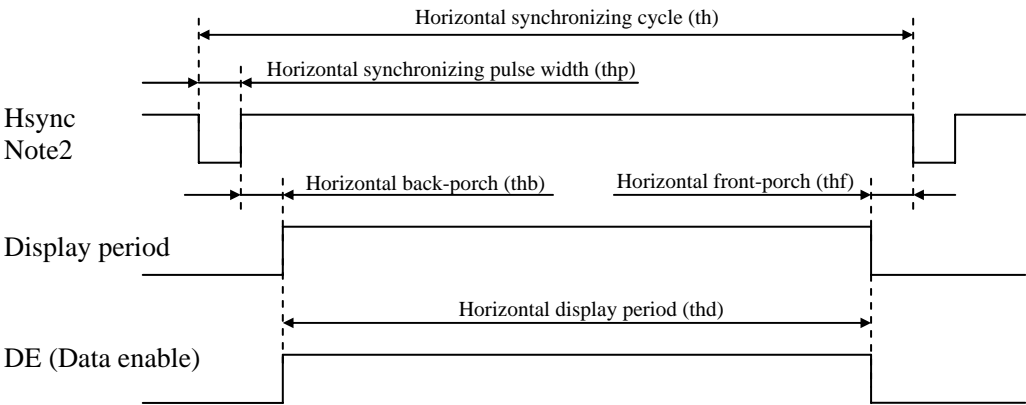 Horizontal synchronizing cycle (th)
Horizontal synchronizing pulse width (thp)
Hsync
Note2
Horizontal back-porch (thb)
Horizontal front-porch (thf)
Display period
Horizontal display period (thd)
DE (Data enable)